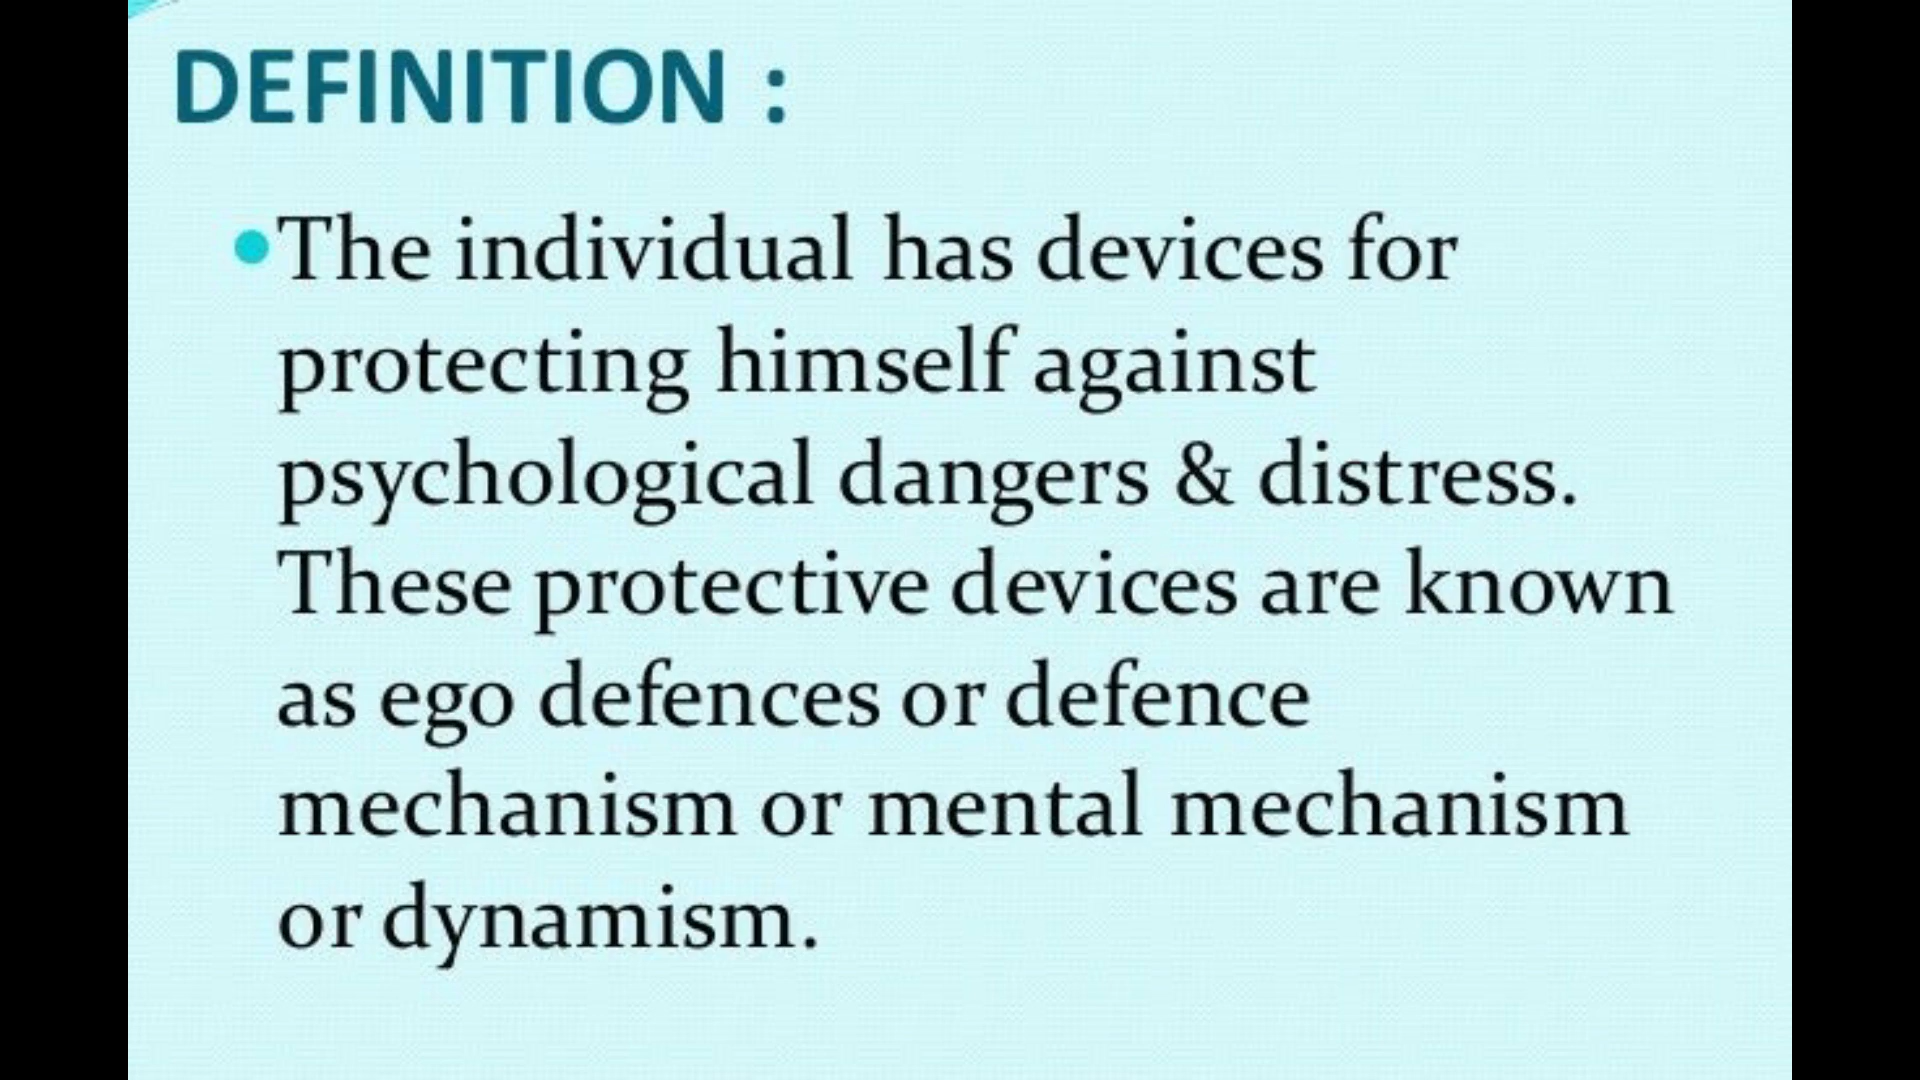 DEFINITION :
•The individual has devices for
protecting himself against
psychological dangers & distress.
These protective devices are known
as ego defences or defence
mechanism or mental mechanism
or dynamism.